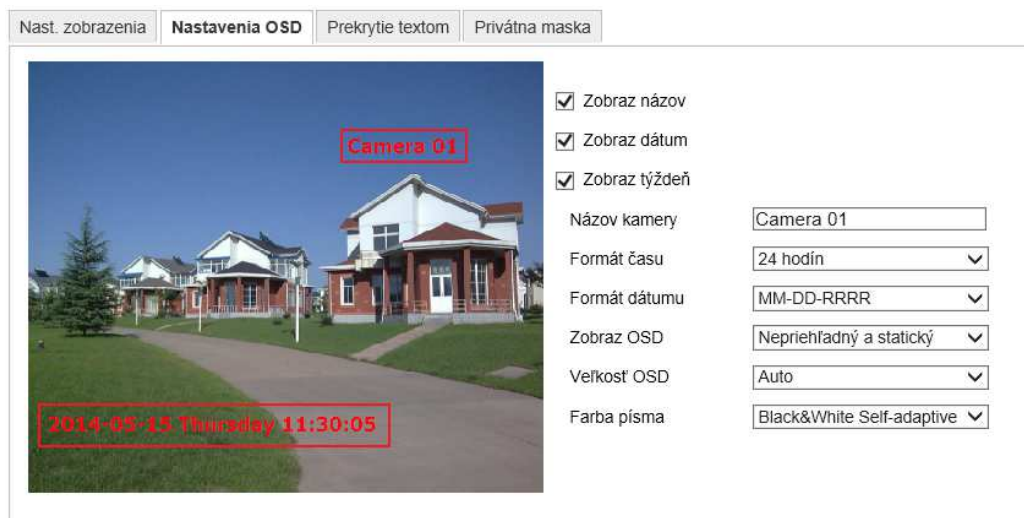 Nast. zobrazenia Nastavenia OSD Prekrytie textom Privátna maska
Zobraz názov
Camera 01
Zobraz dátum
Zobraz týždeň
Názov kamery Camera 01
Formát času 24 hodín
Formát dátumu MM-DD-RRRR
Zobraz OSD Nepriehľadný a statický
Veľkosť OSD Auto
Farba písma Black&White Self-adaptive
2014-05-15 Thursday 11:30:05